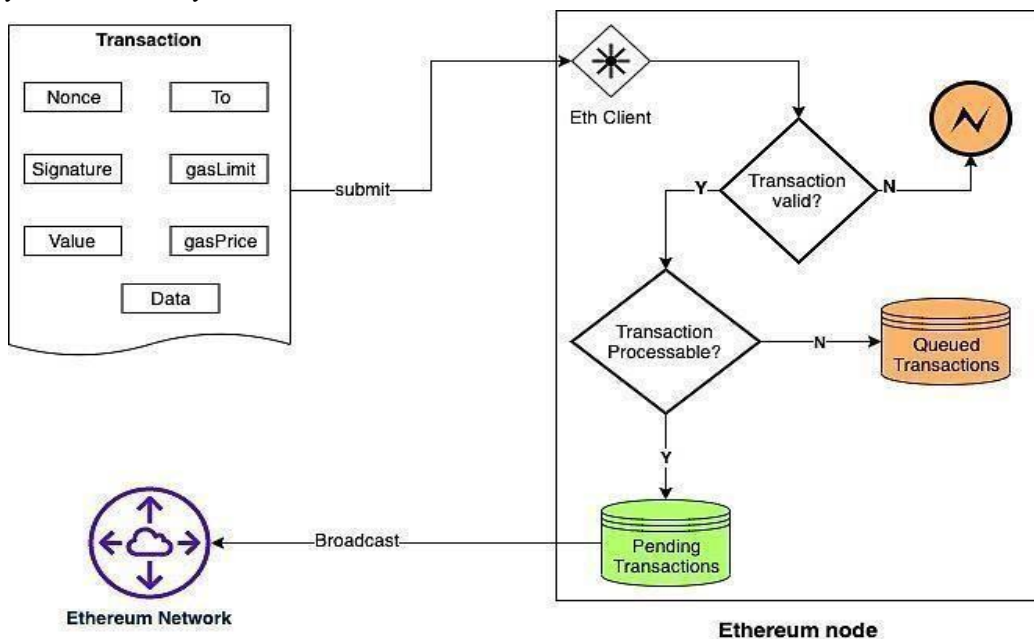 Transaction
Nonce
To
Signature
gasLimit
Value
gasPrice
Data
submit
Eth Client
Transaction
valid?
Y
N
Transaction
Processable?
N
Queued
Transactions
Y
Pending
Transactions
Broadcast
Ethereum Network
Ethereum node